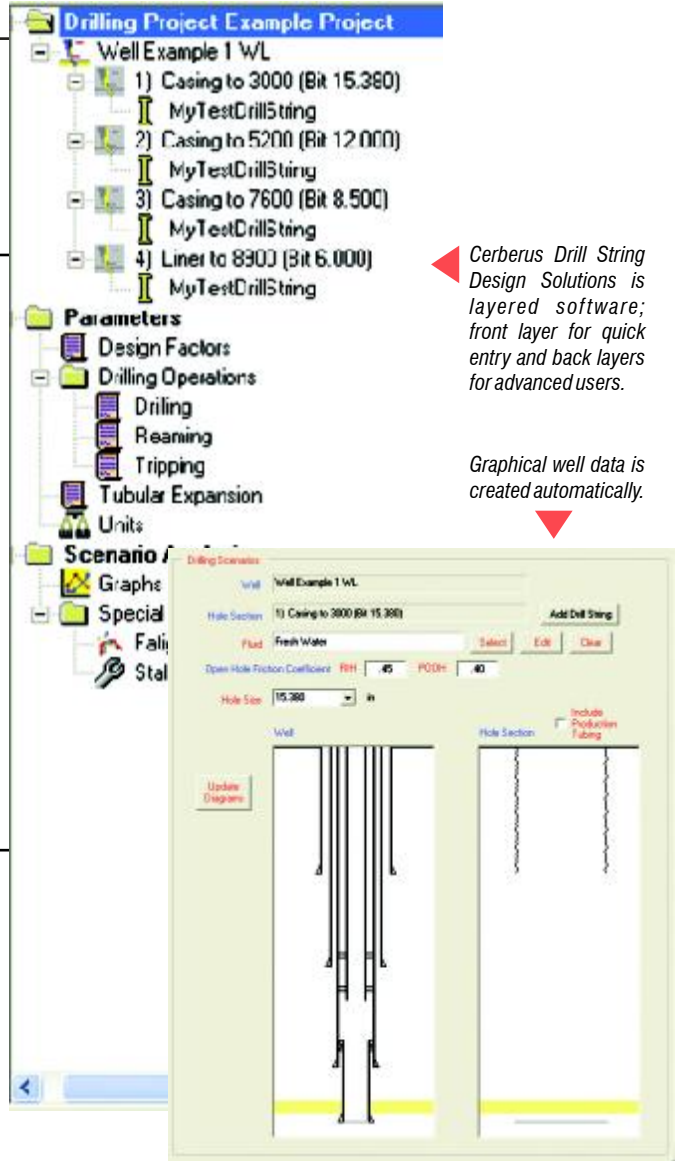 Drilling Project Example Project
Well Example 1 WL
1) Casing to 3000 (Bit 15.380)
MyTestDrillString
2) Casing to 5200 (Bit 12.000)
MyTestDrillString
3) Casing to 7600 (Bit 8.500)
MyTestDrillString
4) Liner to 8900 (Bit 6.000)
MyTestDrillString
Parameters
Design Factors
Drilling Operations
Drilling
Reaming
Tripping
Tubular Expansion
Units
Scenario
Graphs
Special
Cerberus Drill String
Design Solutions is
layered software;
front layer for quick
entry and back layers
for advanced users.
Graphical well data is
created automatically.
Drilling Scenarios
Well Well Example 1 WL
Hole Section 1) Casing to 3000 (Bit 15.380) Add Drill String
Fluid Fresh Water Select Edit Clear
Open Hole Friction Coefficient RIH .45 POOH .40
Hole Size 15.380 in
Well
Hole Section
Include
Production
Tubing
Update
Diagrams